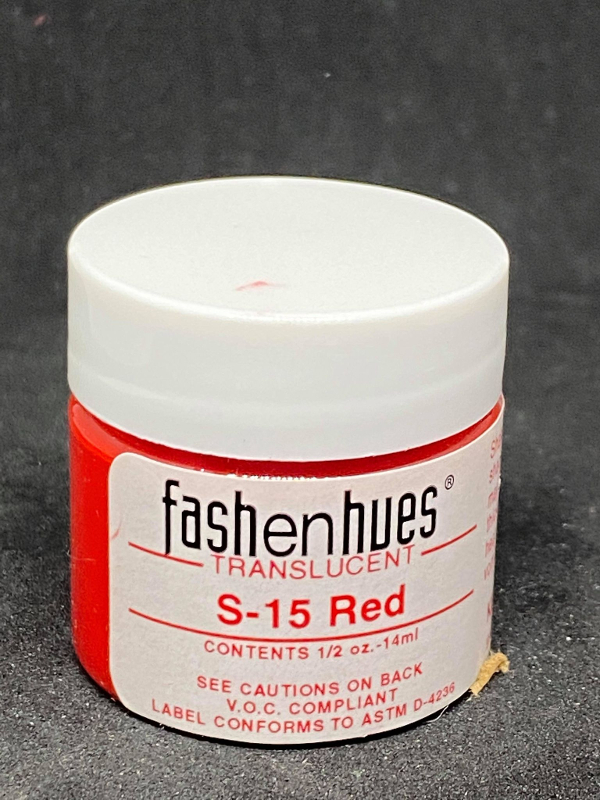 fashenhues®
TRANSLUCENT
S-15 Red
CONTENTS 1/2 oz.-14ml
SEE CAUTIONS ON BACK
V.O.C. COMPLIANT
LABEL CONFORMS TO ASTM D-4236